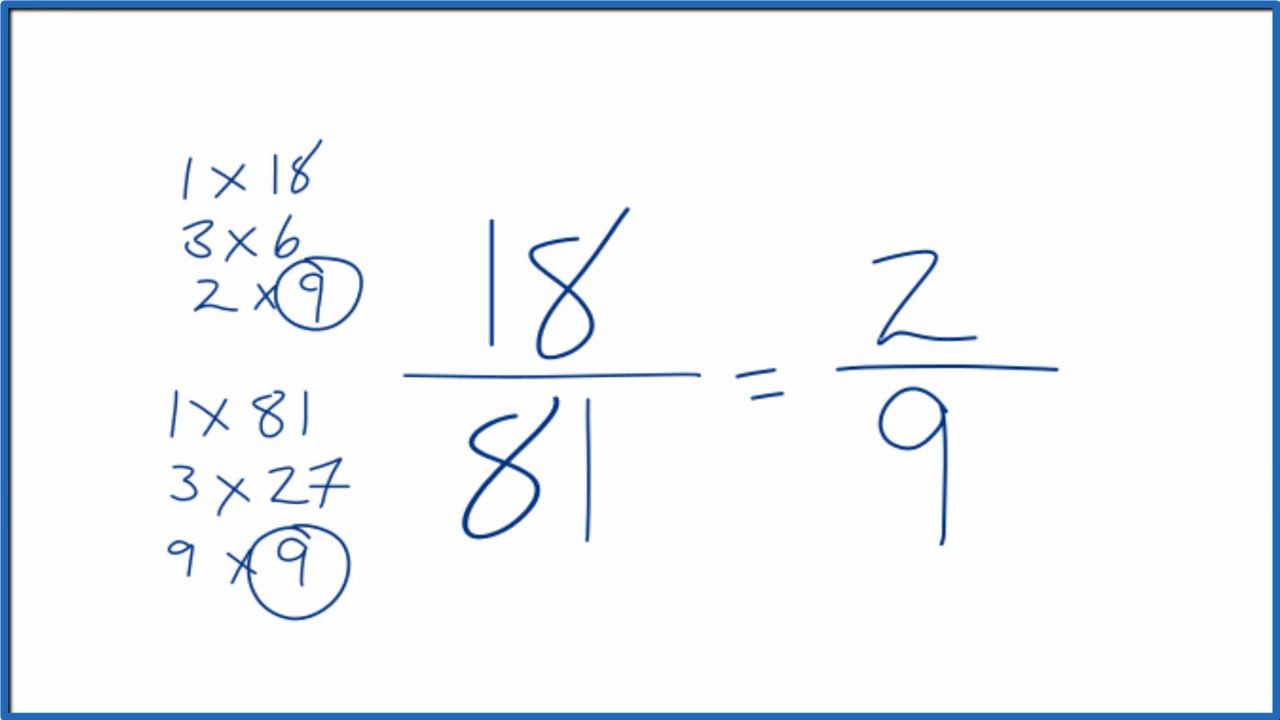 1 x 18
3 x 6
2 x 9
1 x 81
3 x 27
9 x 9
18/81 = 2/9